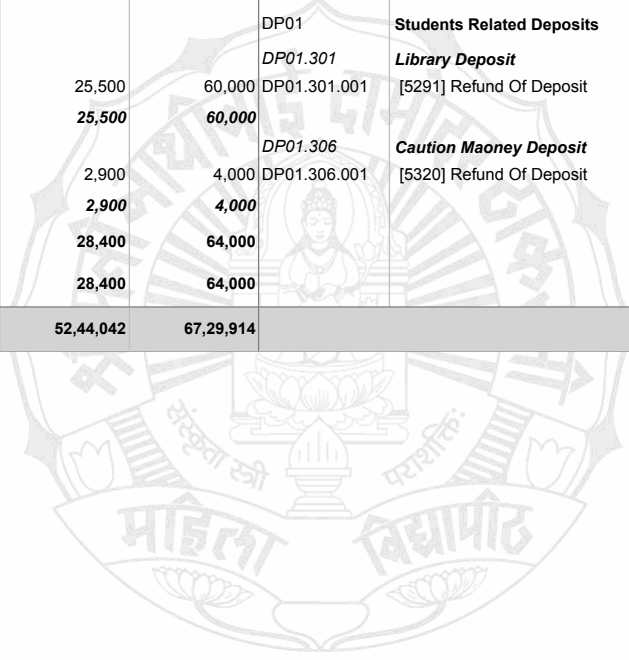 DP01 Students Related Deposits
DP01.301 Library Deposit
25,500 60,000 DP01.301.001 [5291] Refund Of Deposit
25,500 60,000
DP01.306 Caution Maoney Deposit
2,900 4,000 DP01.306.001 [5320] Refund Of Deposit
2,900 4,000
28,400 64,000
28,400 64,000
52,44,042 67,29,914
संस्कृता स्त्री पराशक्ति:
महिला विद्यापीठ